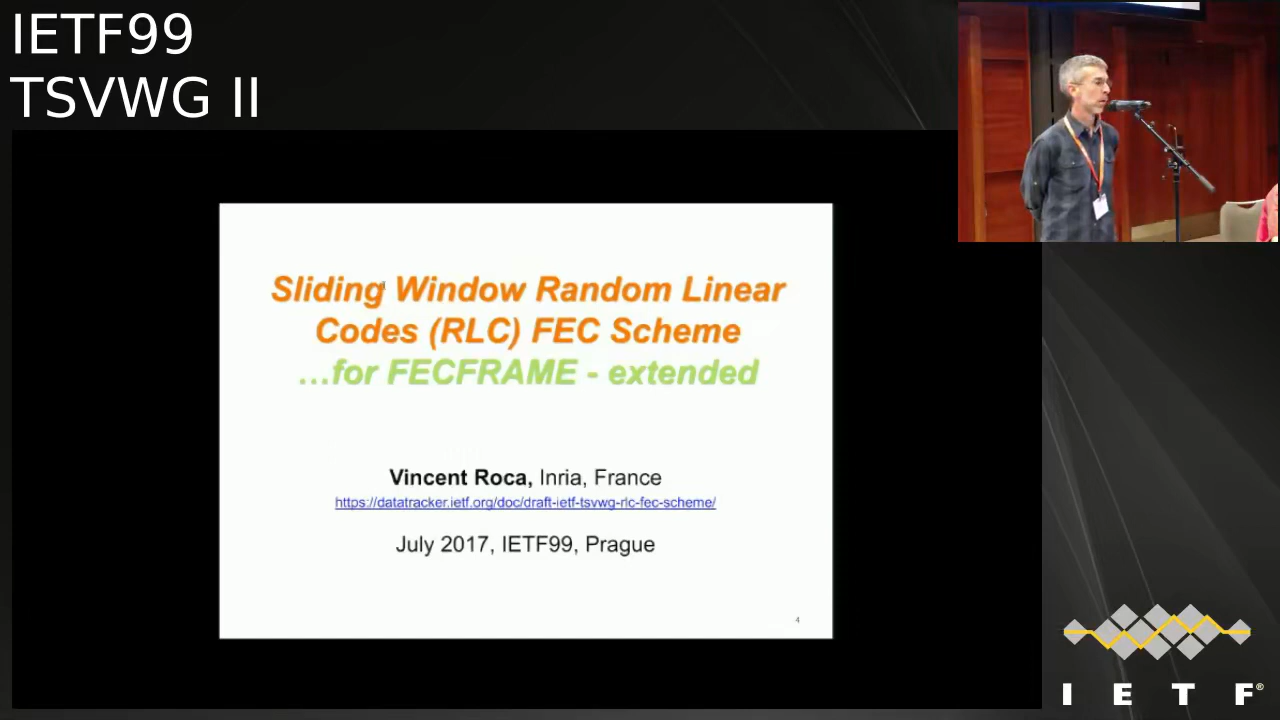 IETF99
TSVWG II
Sliding Window Random Linear
Codes (RLC) FEC Scheme
...for FECFRAME - extended
Vincent Roca, Inria, France
https://datatracker.ietf.org/doc/draft-ietf-tsvwg-rlc-fec-scheme/
July 2017, IETF99, Prague
4
I E T F®